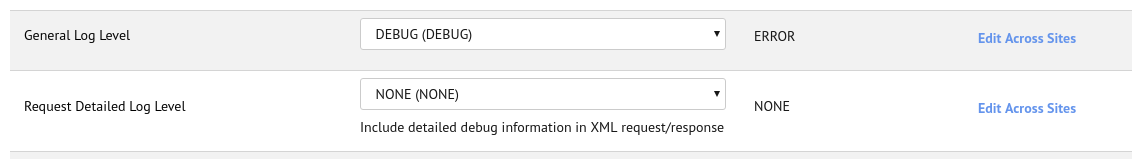 General Log Level
DEBUG (DEBUG)
ERROR
Edit Across Sites
Request Detailed Log Level
NONE (NONE)
NONE
Edit Across Sites
Include detailed debug information in XML request/response